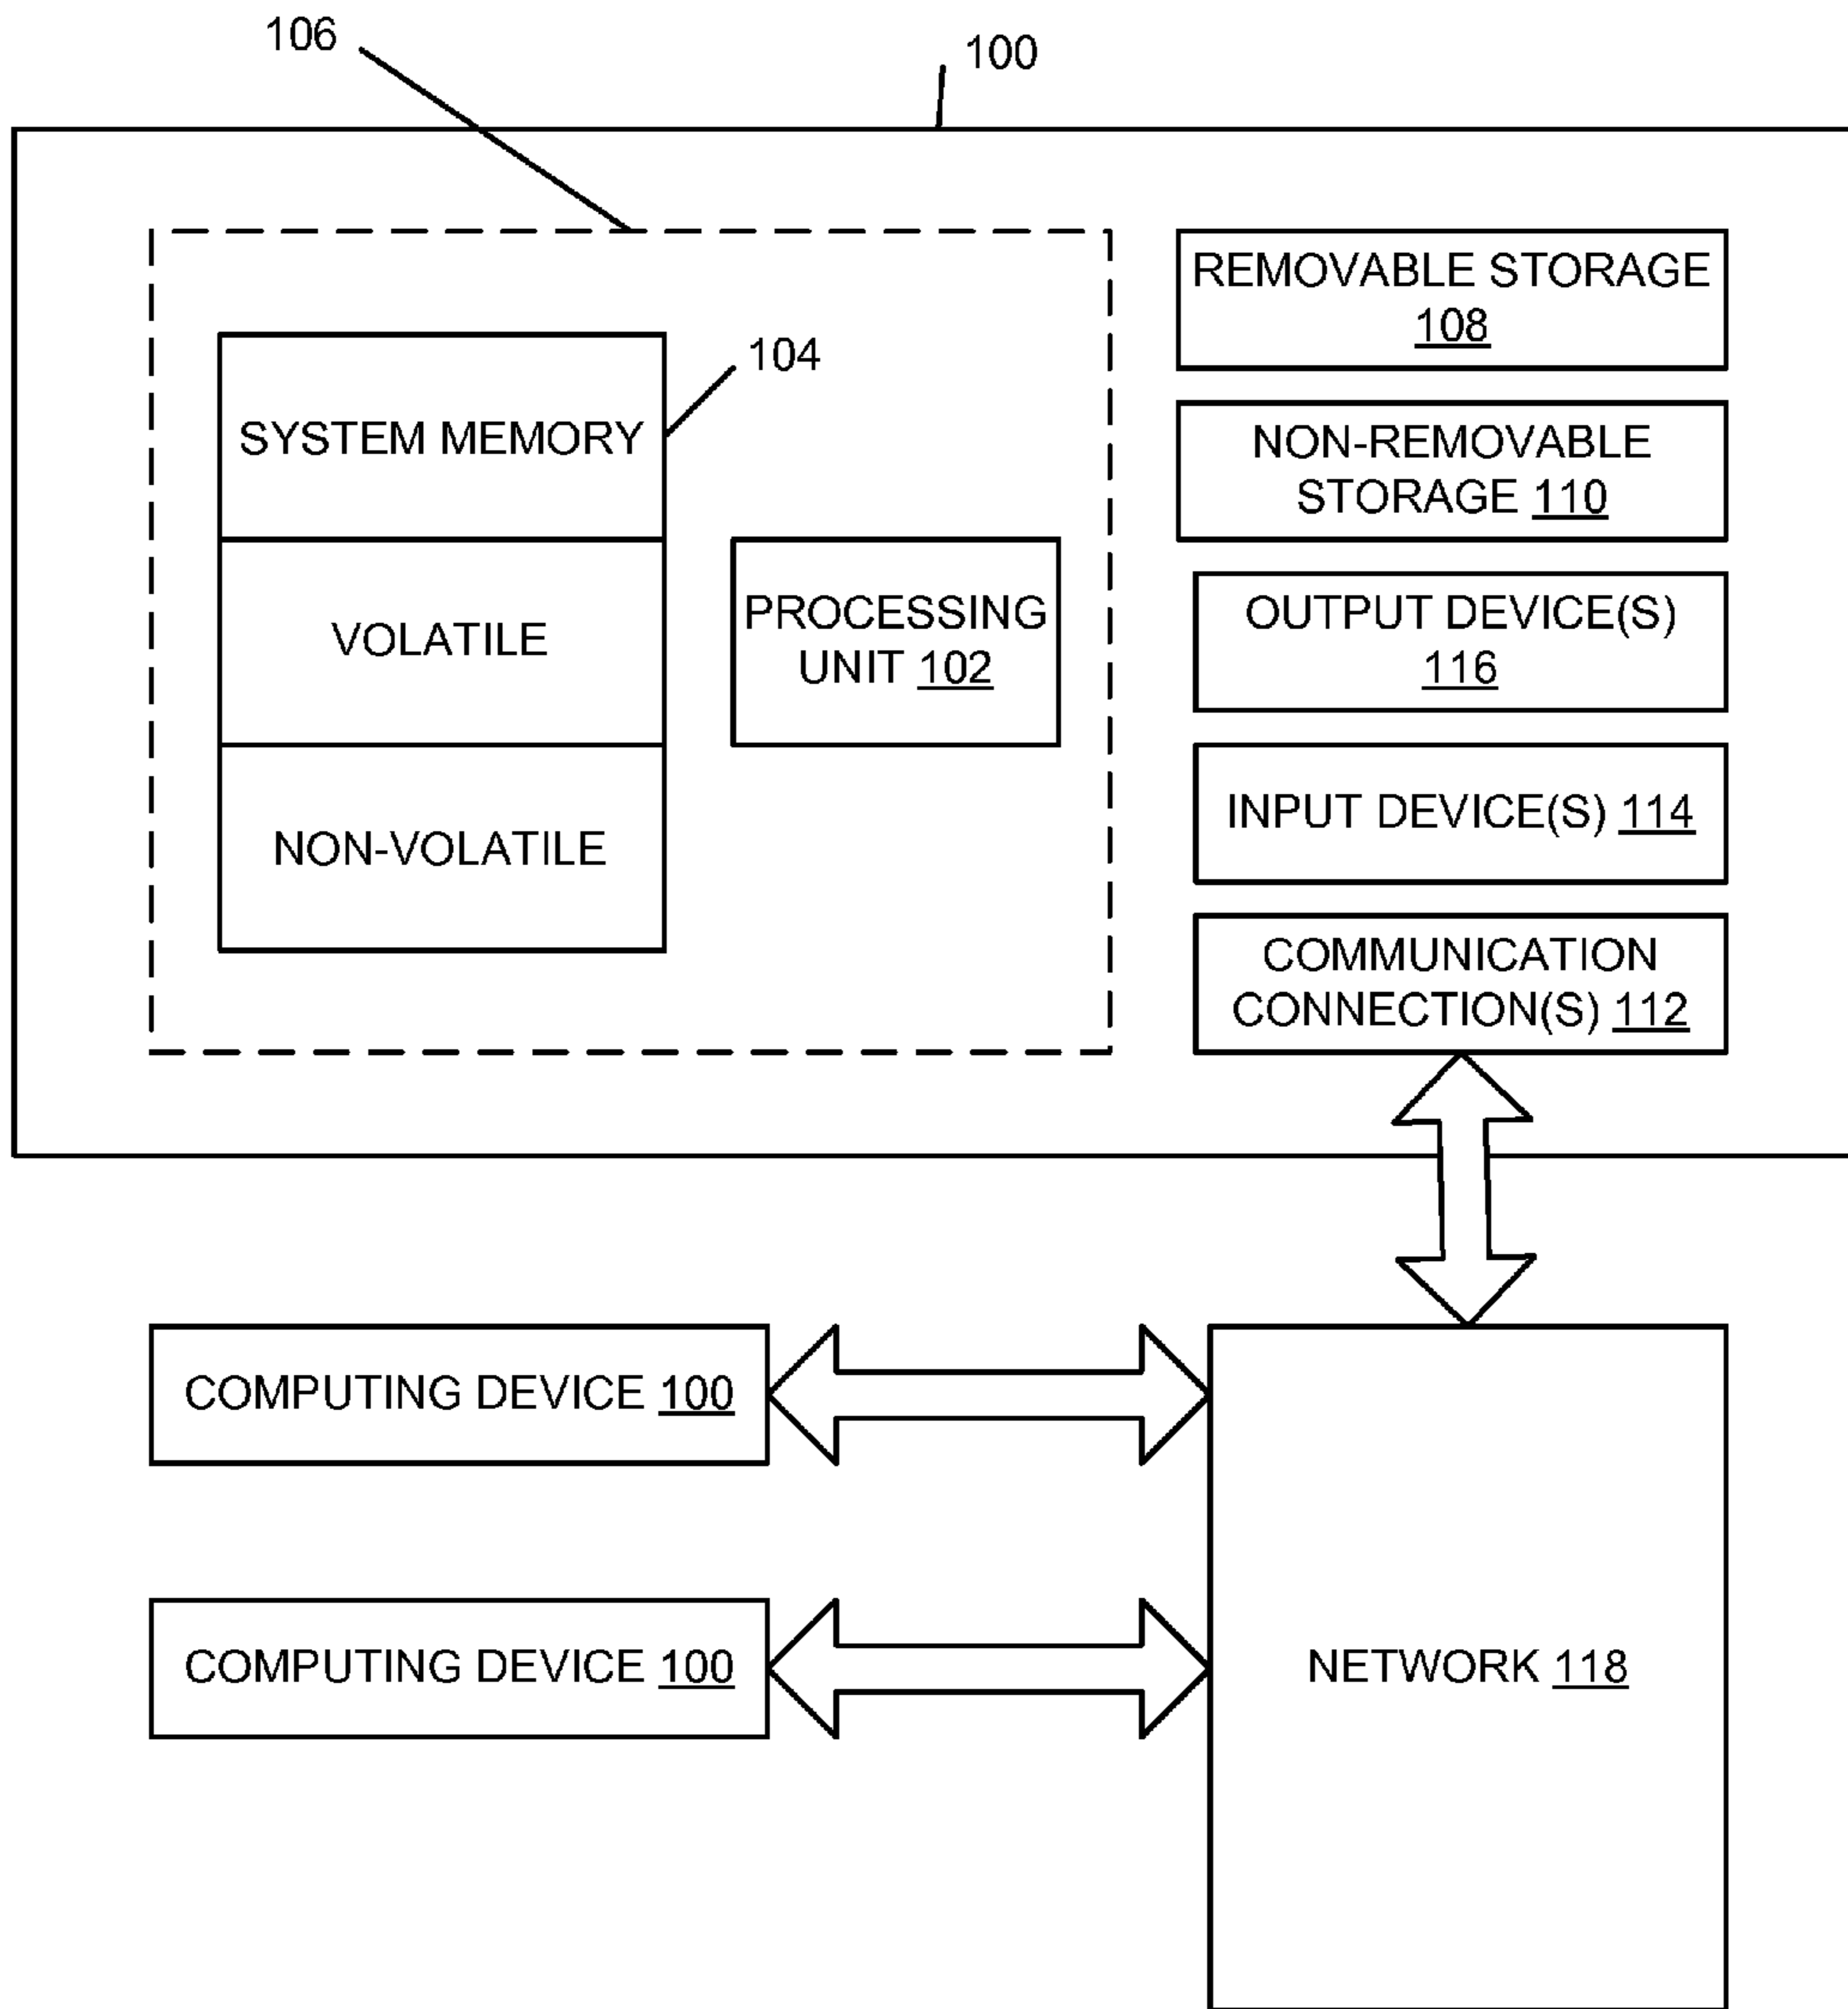 106
100
REMOVABLE STORAGE
108
104
SYSTEM MEMORY
NON-REMOVABLE
STORAGE 110
VOLATILE
PROCESSING
UNIT 102
OUTPUT DEVICE(S)
116
NON-VOLATILE
INPUT DEVICE(S) 114
COMMUNICATION
CONNECTION(S) 112
COMPUTING DEVICE 100
COMPUTING DEVICE 100
NETWORK 118